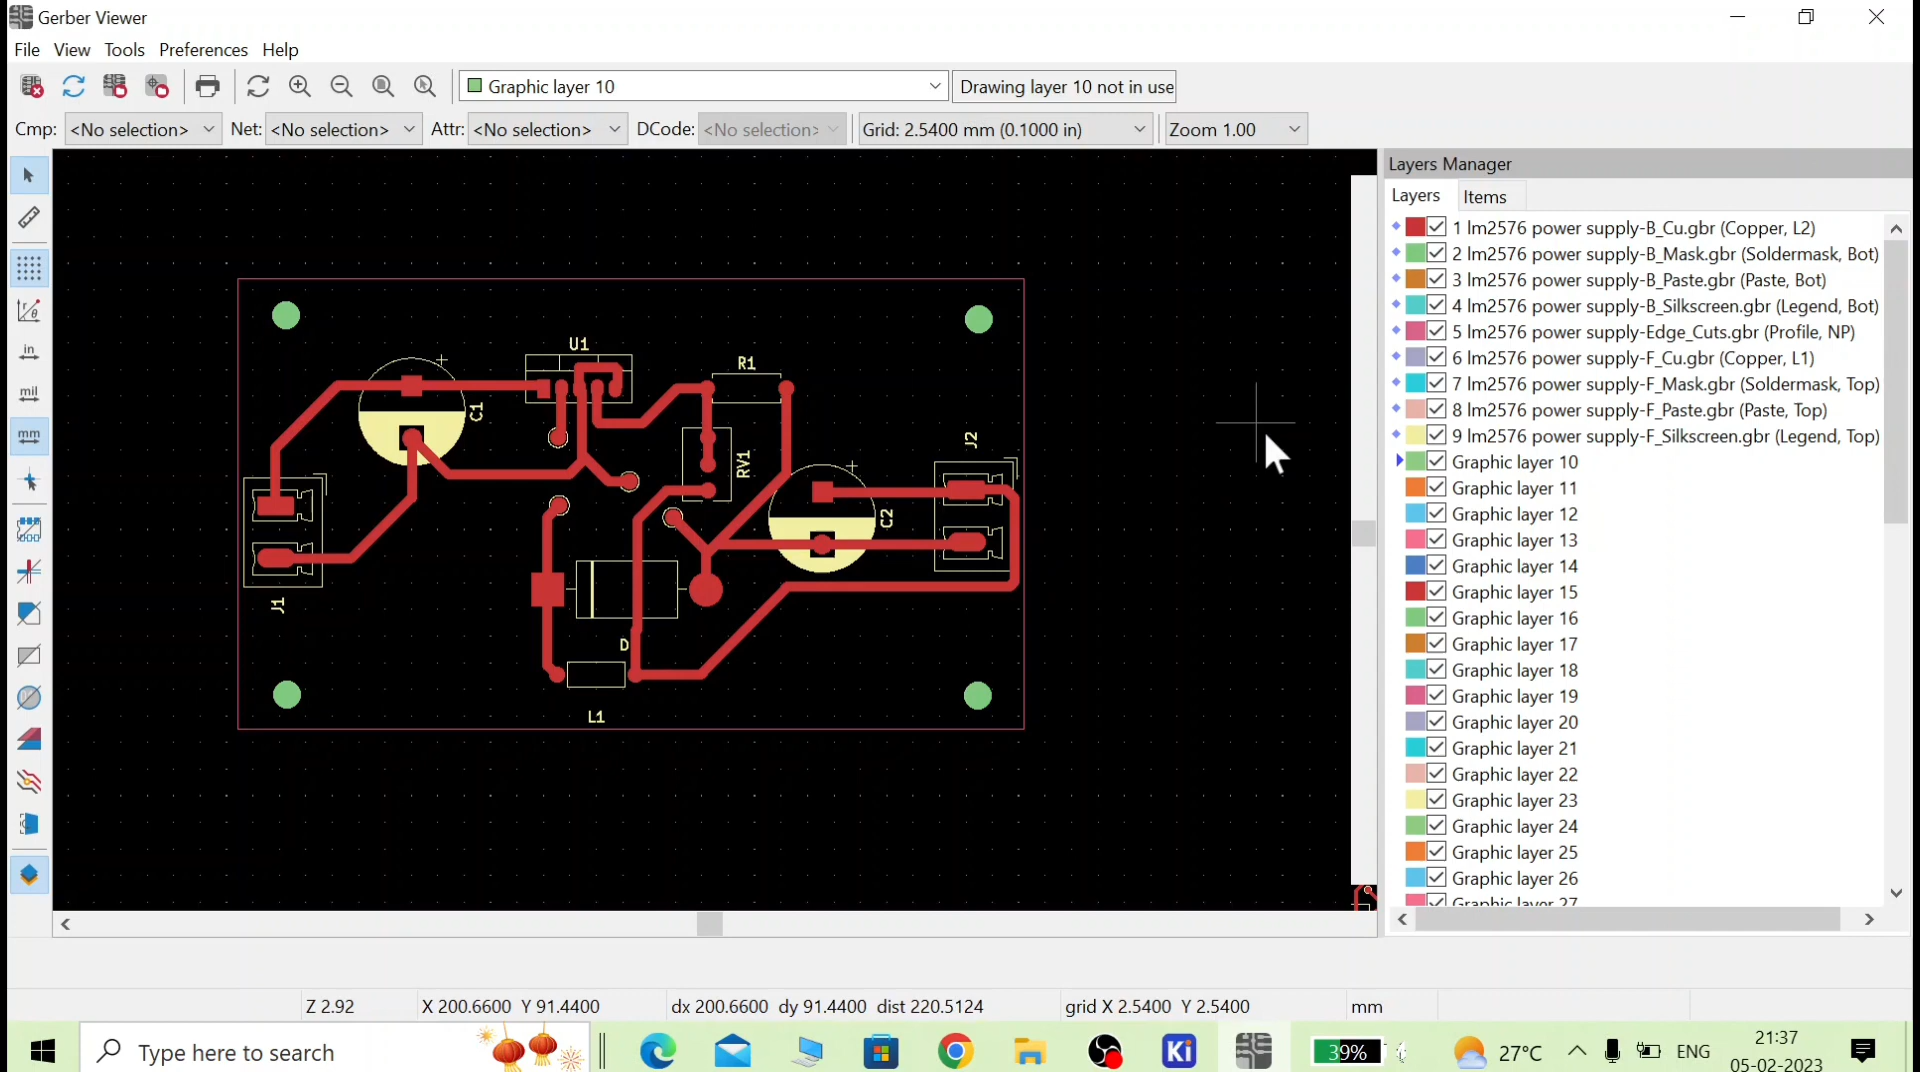 Gerber Viewer
File View Tools Preferences Help
Graphic layer 10
Drawing layer 10 not in use
Cmp: <No selection> Net: <No selection> Attr: <No selection> DCode: <No selection> Grid: 2.5400 mm (0.1000 in) Zoom 1.00
in
mil
mm
U1
R1
C1
J2
RV1
C2
J1
D
L1
Layers Manager
Layers Items
1 lm2576 power supply-B_Cu.gbr (Copper, L2)
2 lm2576 power supply-B_Mask.gbr (Soldermask, Bot)
3 lm2576 power supply-B_Paste.gbr (Paste, Bot)
4 lm2576 power supply-B_Silkscreen.gbr (Legend, Bot)
5 lm2576 power supply-Edge_Cuts.gbr (Profile, NP)
6 lm2576 power supply-F_Cu.gbr (Copper, L1)
7 lm2576 power supply-F_Mask.gbr (Soldermask, Top)
8 lm2576 power supply-F_Paste.gbr (Paste, Top)
9 lm2576 power supply-F_Silkscreen.gbr (Legend, Top)
Graphic layer 10
Graphic layer 11
Graphic layer 12
Graphic layer 13
Graphic layer 14
Graphic layer 15
Graphic layer 16
Graphic layer 17
Graphic layer 18
Graphic layer 19
Graphic layer 20
Graphic layer 21
Graphic layer 22
Graphic layer 23
Graphic layer 24
Graphic layer 25
Graphic layer 26
Graphic layer 27
Z 2.92 X 200.6600 Y 91.4400 dx 200.6600 dy 91.4400 dist 220.5124 grid X 2.5400 Y 2.5400 mm
Type here to search
Ki
39%
27°C
ENG
21:37
05-02-2023